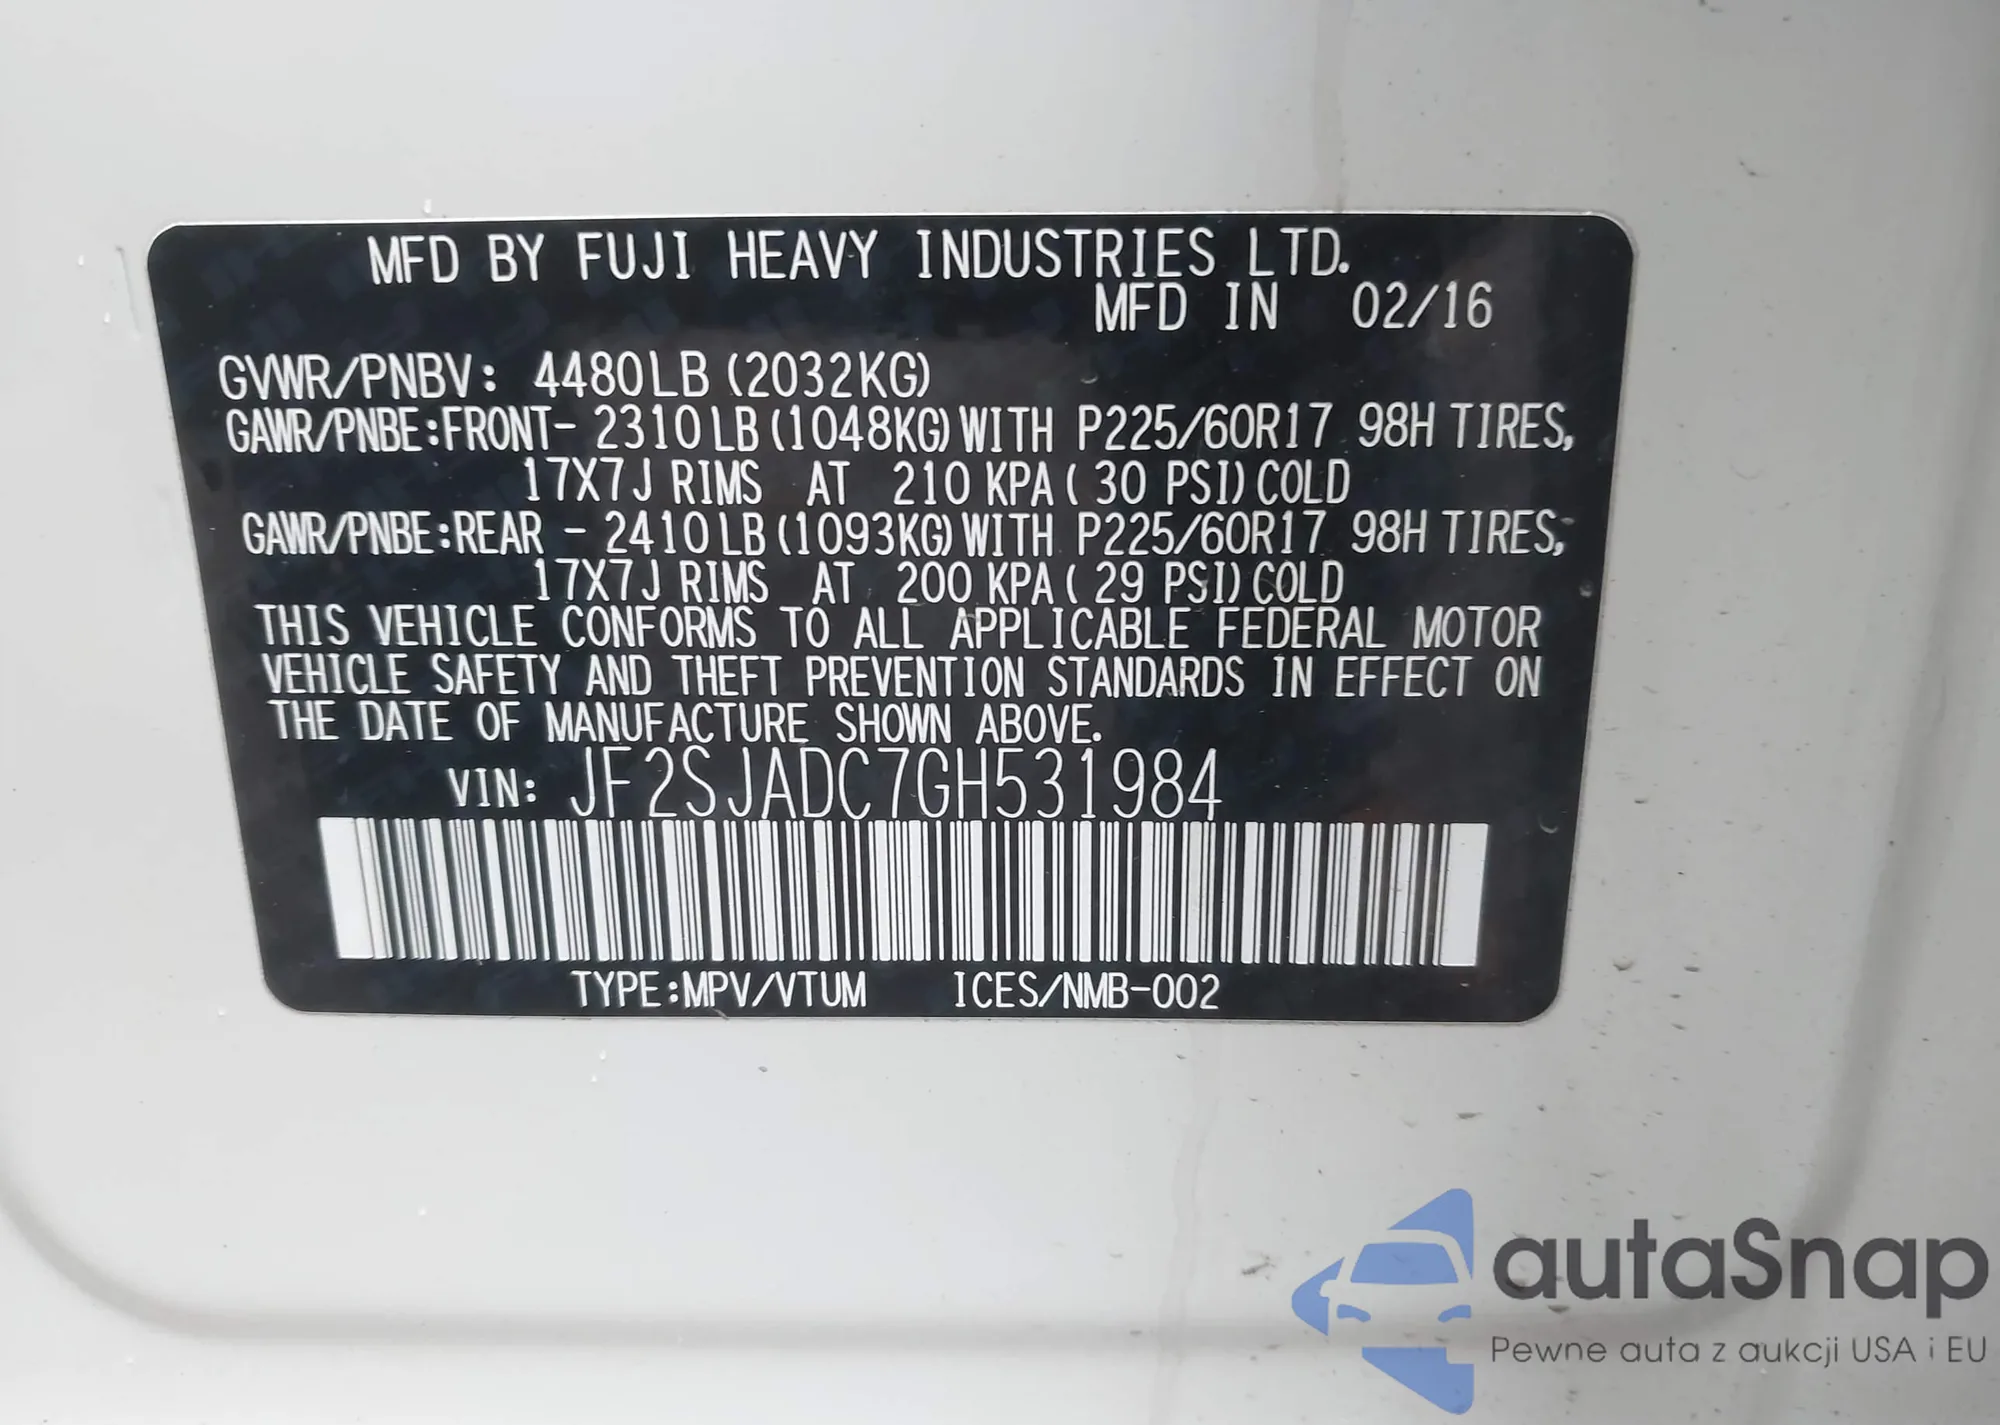 MFD BY FUJI HEAVY INDUSTRIES LTD.
MFD IN 02/16
GVWR/PNBV: 4480LB (2032KG)
GAWR/PNBE:FRONT- 2310LB (1048KG) WITH P225/60R17 98H TIRES,
17X7J RIMS AT 210 KPA ( 30 PSI) COLD
GAWR/PNBE:REAR - 2410LB (1093KG) WITH P225/60R17 98H TIRES,
17X7J RIMS AT 200 KPA ( 29 PSI) COLD
THIS VEHICLE CONFORMS TO ALL APPLICABLE FEDERAL MOTOR
VEHICLE SAFETY AND THEFT PREVENTION STANDARDS IN EFFECT ON
THE DATE OF MANUFACTURE SHOWN ABOVE.
VIN: JF2SJADC7GH531984
TYPE:MPV/VTUM ICES/NMB-002
autaSnap
Pewne auta z aukcji USA i EU